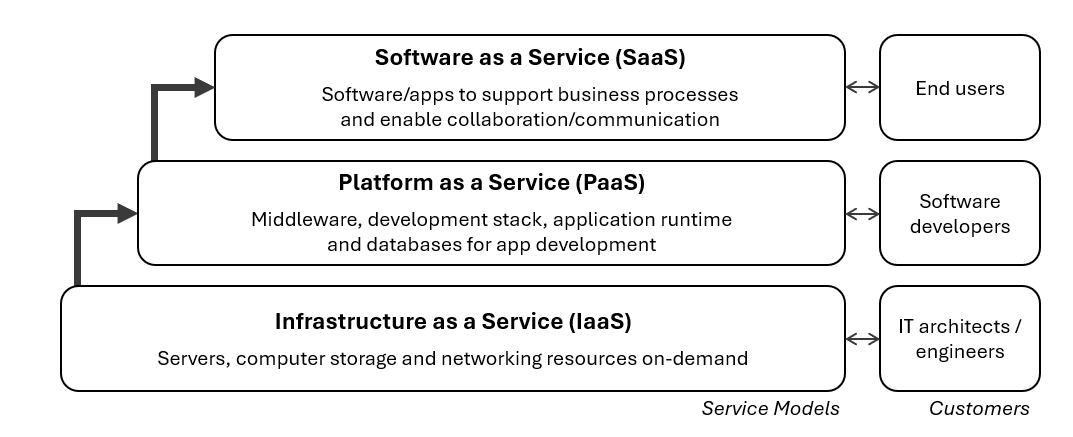 Software as a Service (SaaS)
Software/apps to support business processes
and enable collaboration/communication
End users
Platform as a Service (PaaS)
Middleware, development stack, application runtime
and databases for app development
Software
developers
Infrastructure as a Service (IaaS)
Servers, computer storage and networking resources on-demand
IT architects /
engineers
Service Models
Customers